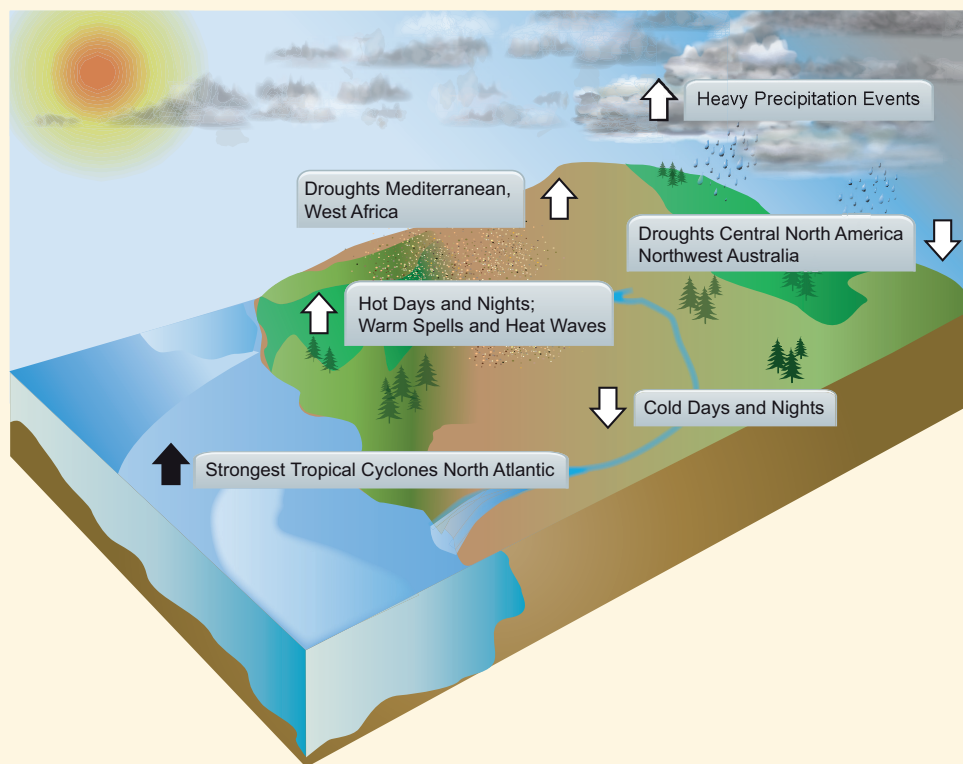 Heavy Precipitation Events
Droughts Mediterranean,
West Africa
Droughts Central North America
Northwest Australia
Hot Days and Nights;
Warm Spells and Heat Waves
Cold Days and Nights
Strongest Tropical Cyclones North Atlantic